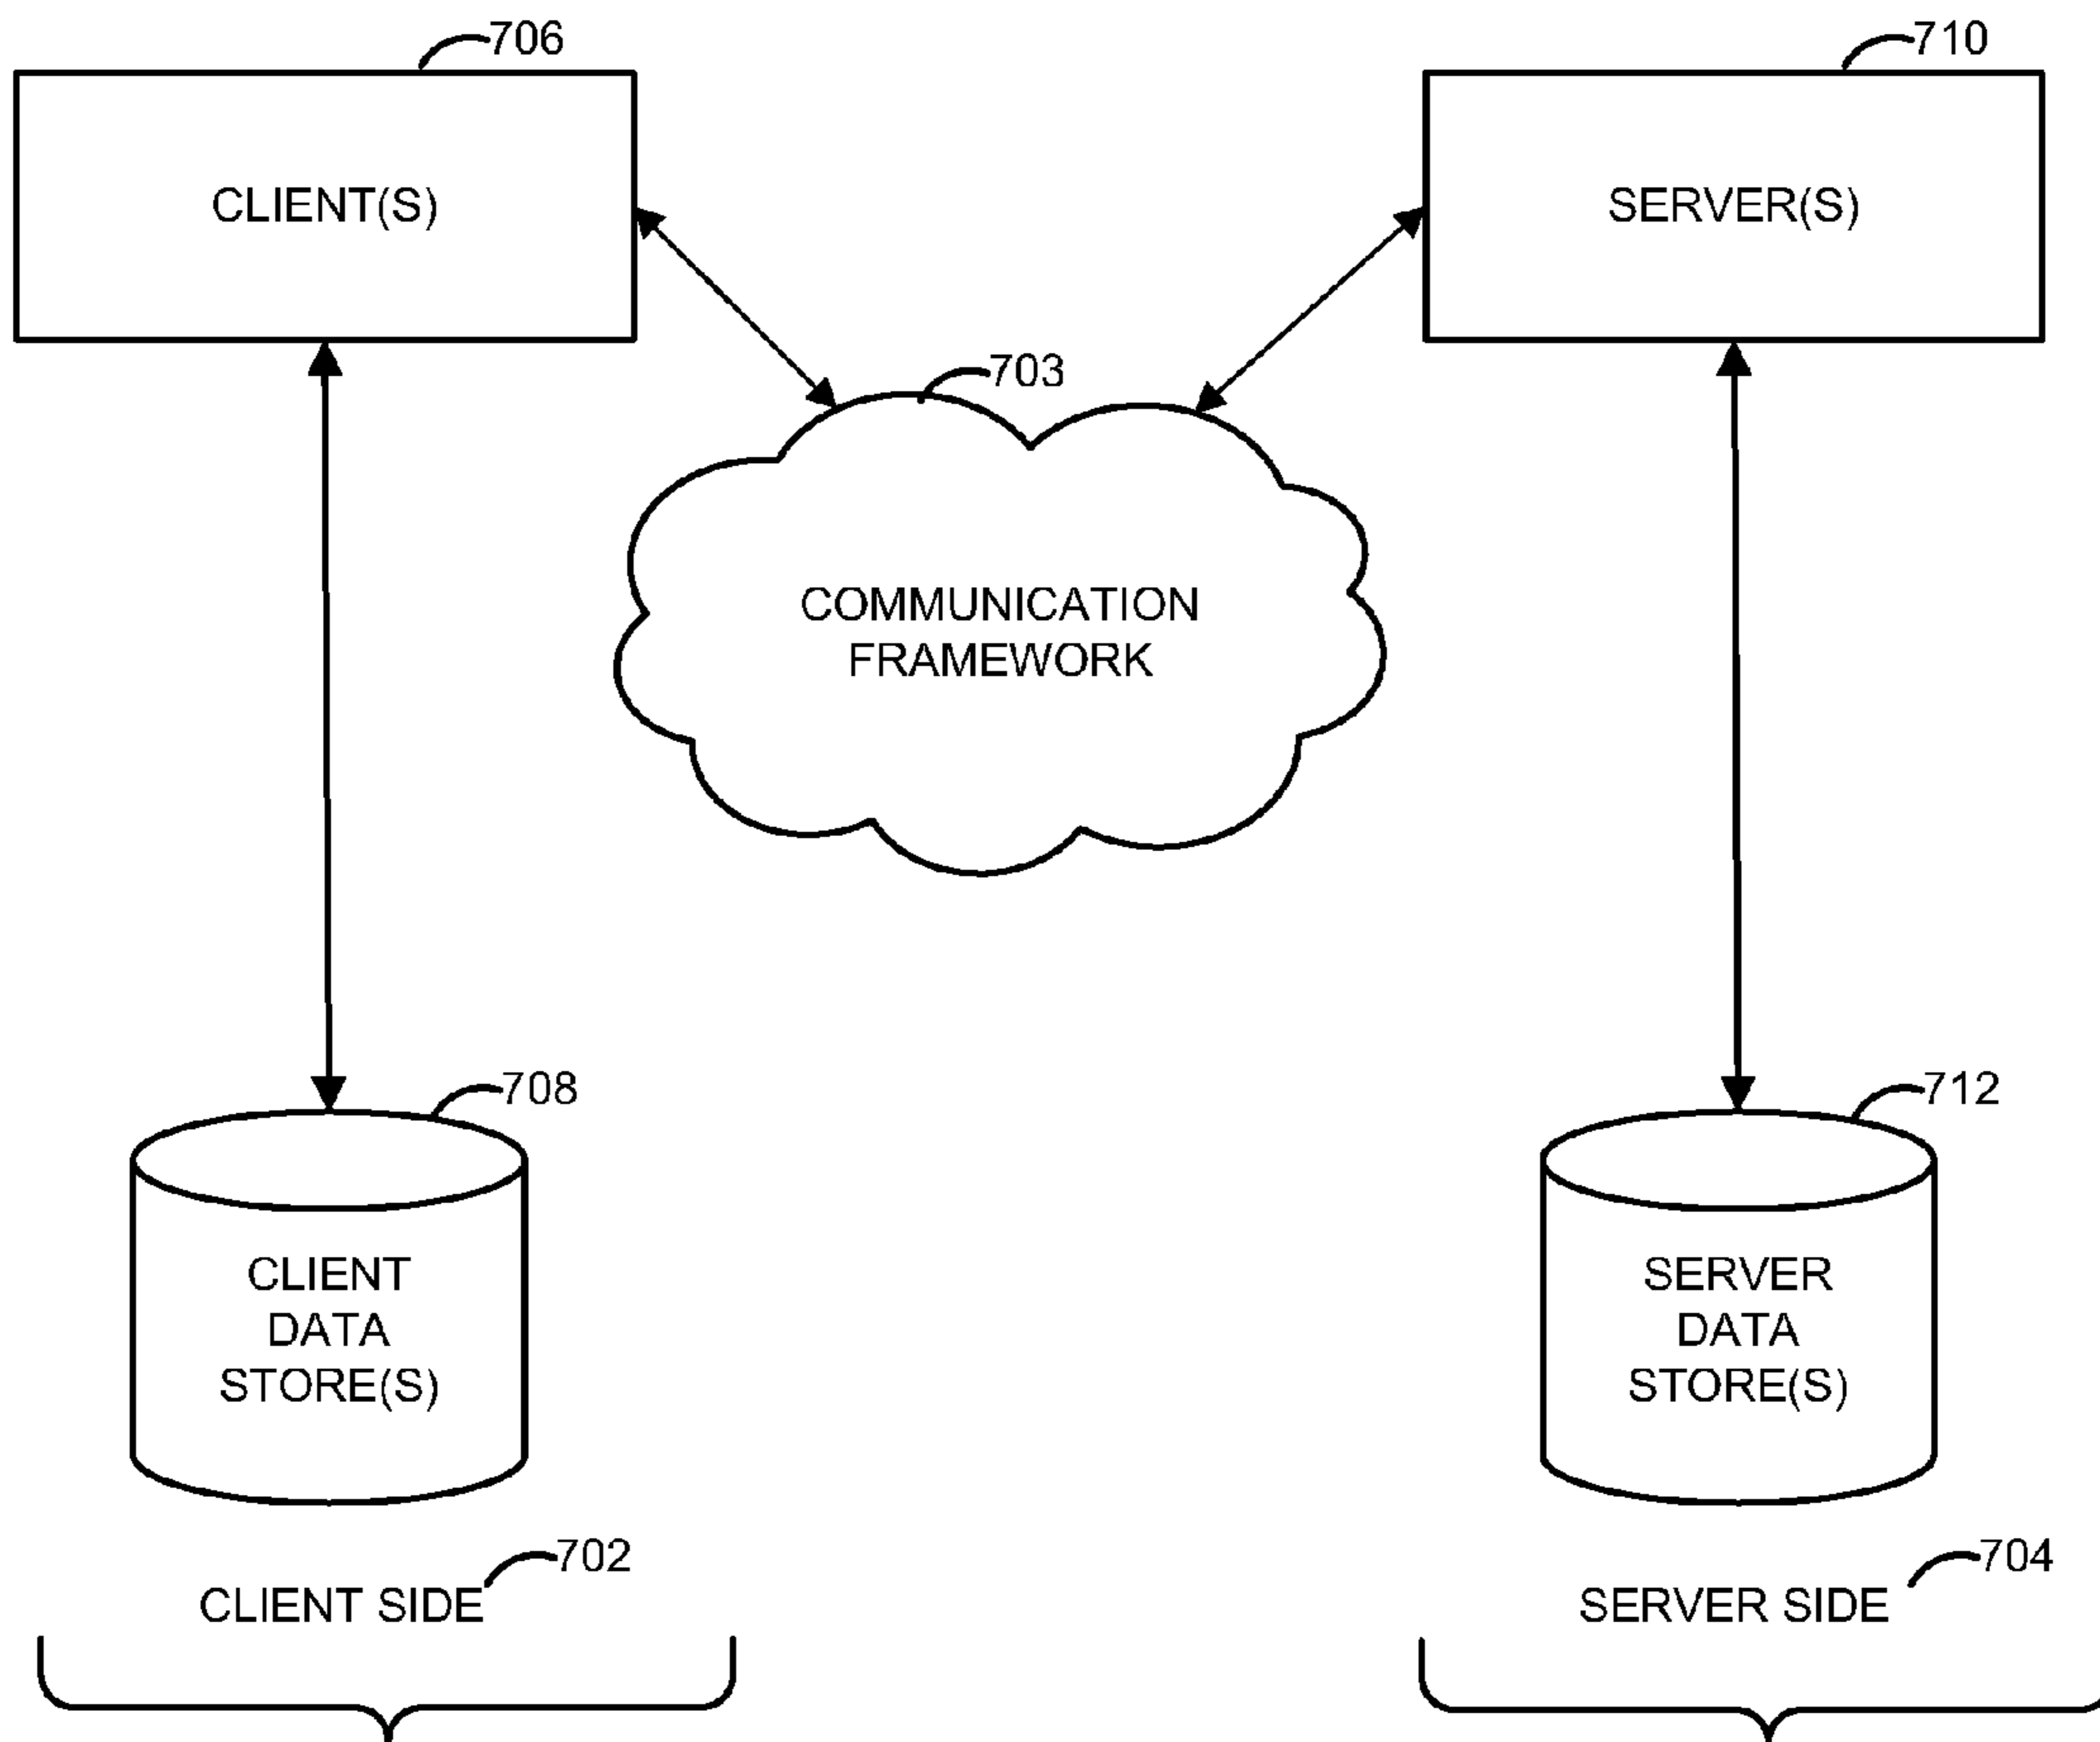 706
710
CLIENT(S)
SERVER(S)
703
COMMUNICATION
FRAMEWORK
708
712
CLIENT
DATA
STORE(S)
SERVER
DATA
STORE(S)
702
CLIENT SIDE
704
SERVER SIDE